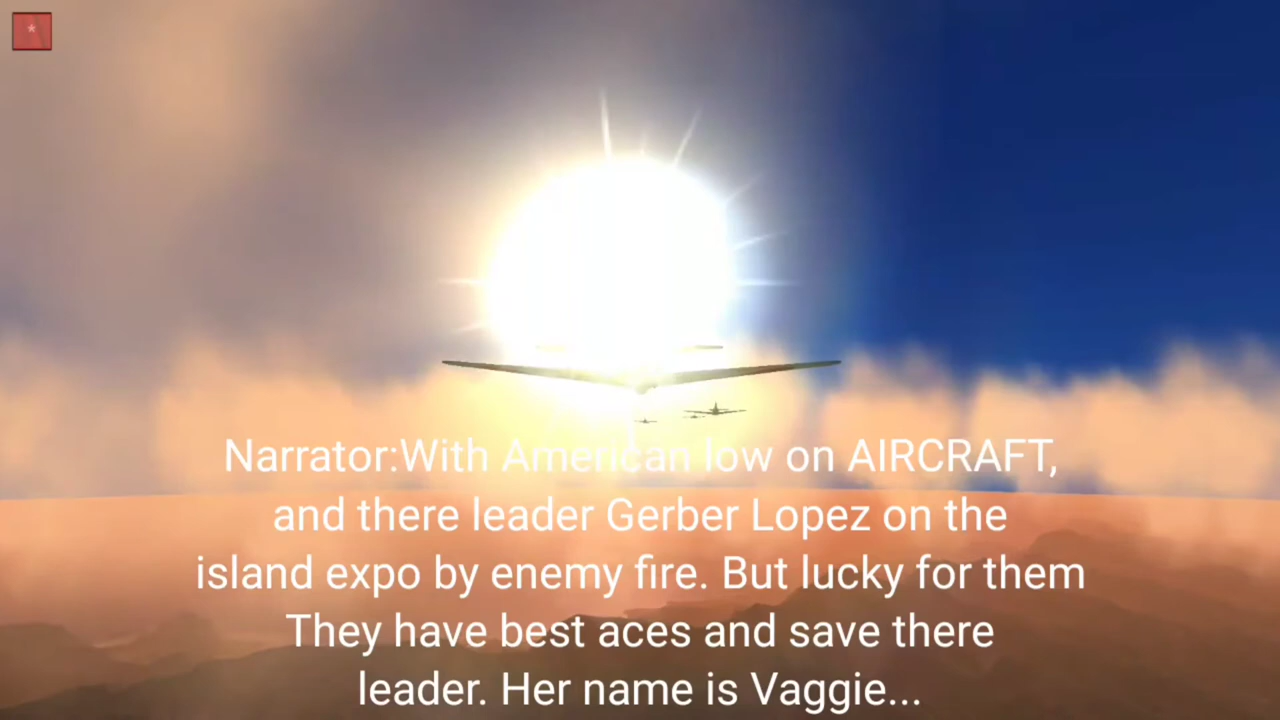 Narrator:With American low on AIRCRAFT,
and there leader Gerber Lopez on the
island expo by enemy fire. But lucky for them
They have best aces and save there
leader. Her name is Vaggie...